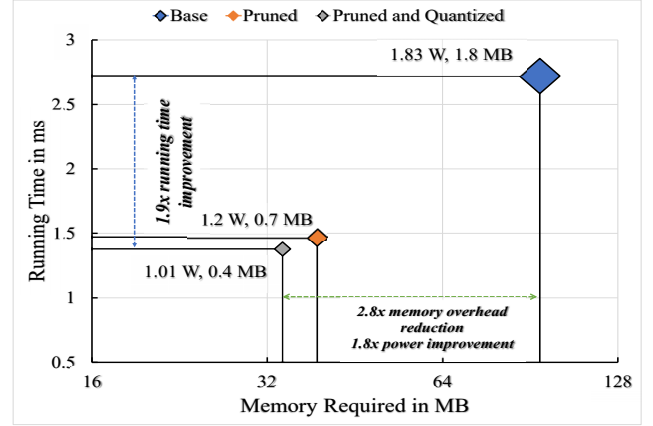 Base Pruned Pruned and Quantized
3
1.83 W, 1.8 MB
2.5
1.9x running time
improvement
2
Running Time in ms
1.2 W, 0.7 MB
1.5
1.01 W, 0.4 MB
1
2.8x memory overhead
reduction
1.8x power improvement
0.5
16 32 64 128
Memory Required in MB